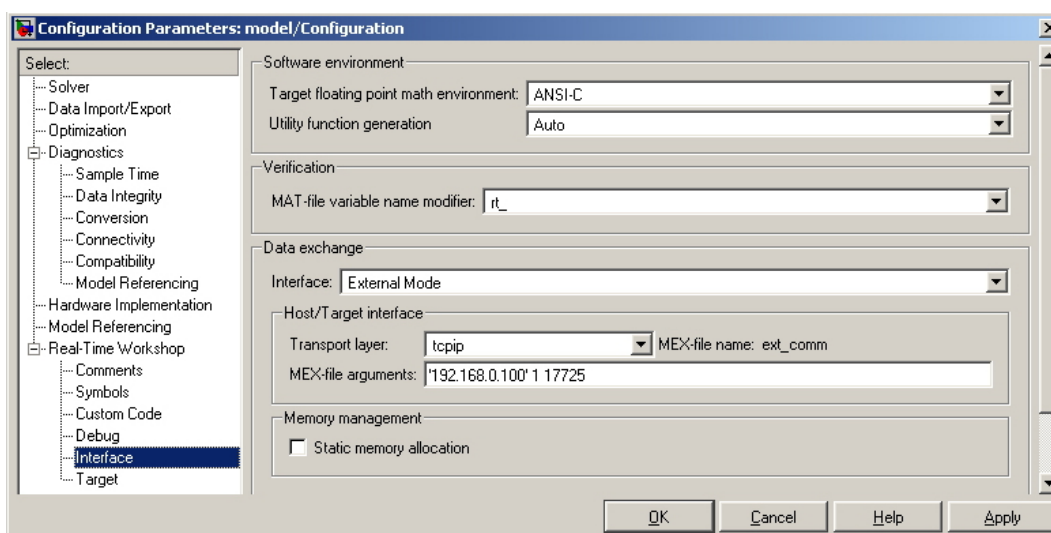 Configuration Parameters: model/Configuration
Select:
Solver
Data Import/Export
Optimization
Diagnostics
Sample Time
Data Integrity
Conversion
Connectivity
Compatibility
Model Referencing
Hardware Implementation
Model Referencing
Real-Time Workshop
Comments
Symbols
Custom Code
Debug
Interface
Target
Software environment
Target floating point math environment: ANSI-C
Utility function generation Auto
Verification
MAT-file variable name modifier: rt_
Data exchange
Interface: External Mode
Host/Target interface
Transport layer: tcpip MEX-file name: ext_comm
MEX-file arguments: '192.168.0.100' 1 17725
Memory management
Static memory allocation
OK Cancel Help Apply